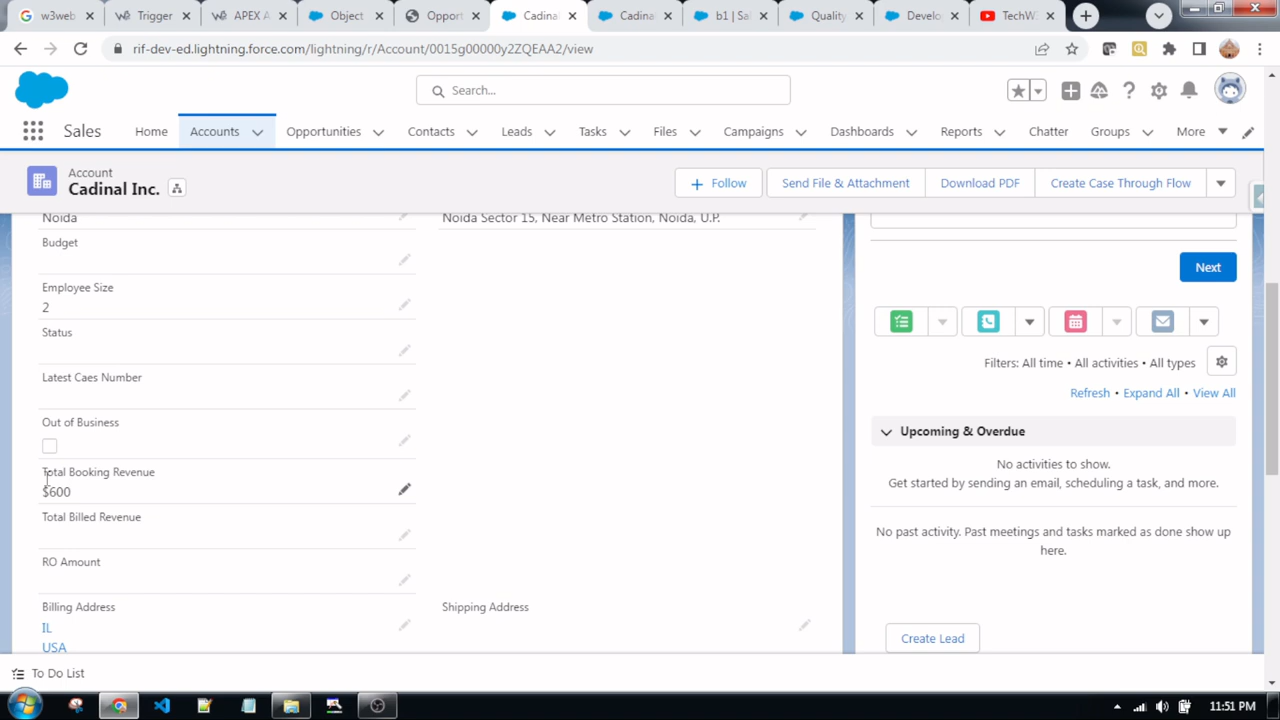 w3web
Trigger
APEX A
Object
Opport
Cadinal
Cadina
b1 | Sal
Quality
Develo
TechW
rif-dev-ed.lightning.force.com/lightning/r/Account/0015g00000y2ZQEAA2/view
Search...
Sales
Home
Accounts
Opportunities
Contacts
Leads
Tasks
Files
Campaigns
Dashboards
Reports
Chatter
Groups
More
Account
Cadinal Inc.
Follow
Send File & Attachment
Download PDF
Create Case Through Flow
Noida
Noida Sector 15, Near Metro Station, Noida, U.P.
Budget
Employee Size
2
Status
Latest Caes Number
Out of Business
Total Booking Revenue
$600
Total Billed Revenue
RO Amount
Billing Address
IL
USA
Shipping Address
Next
Filters: All time • All activities • All types
Refresh • Expand All • View All
Upcoming & Overdue
No activities to show.
Get started by sending an email, scheduling a task, and more.
No past activity. Past meetings and tasks marked as done show up
here.
Create Lead
To Do List
11:51 PM